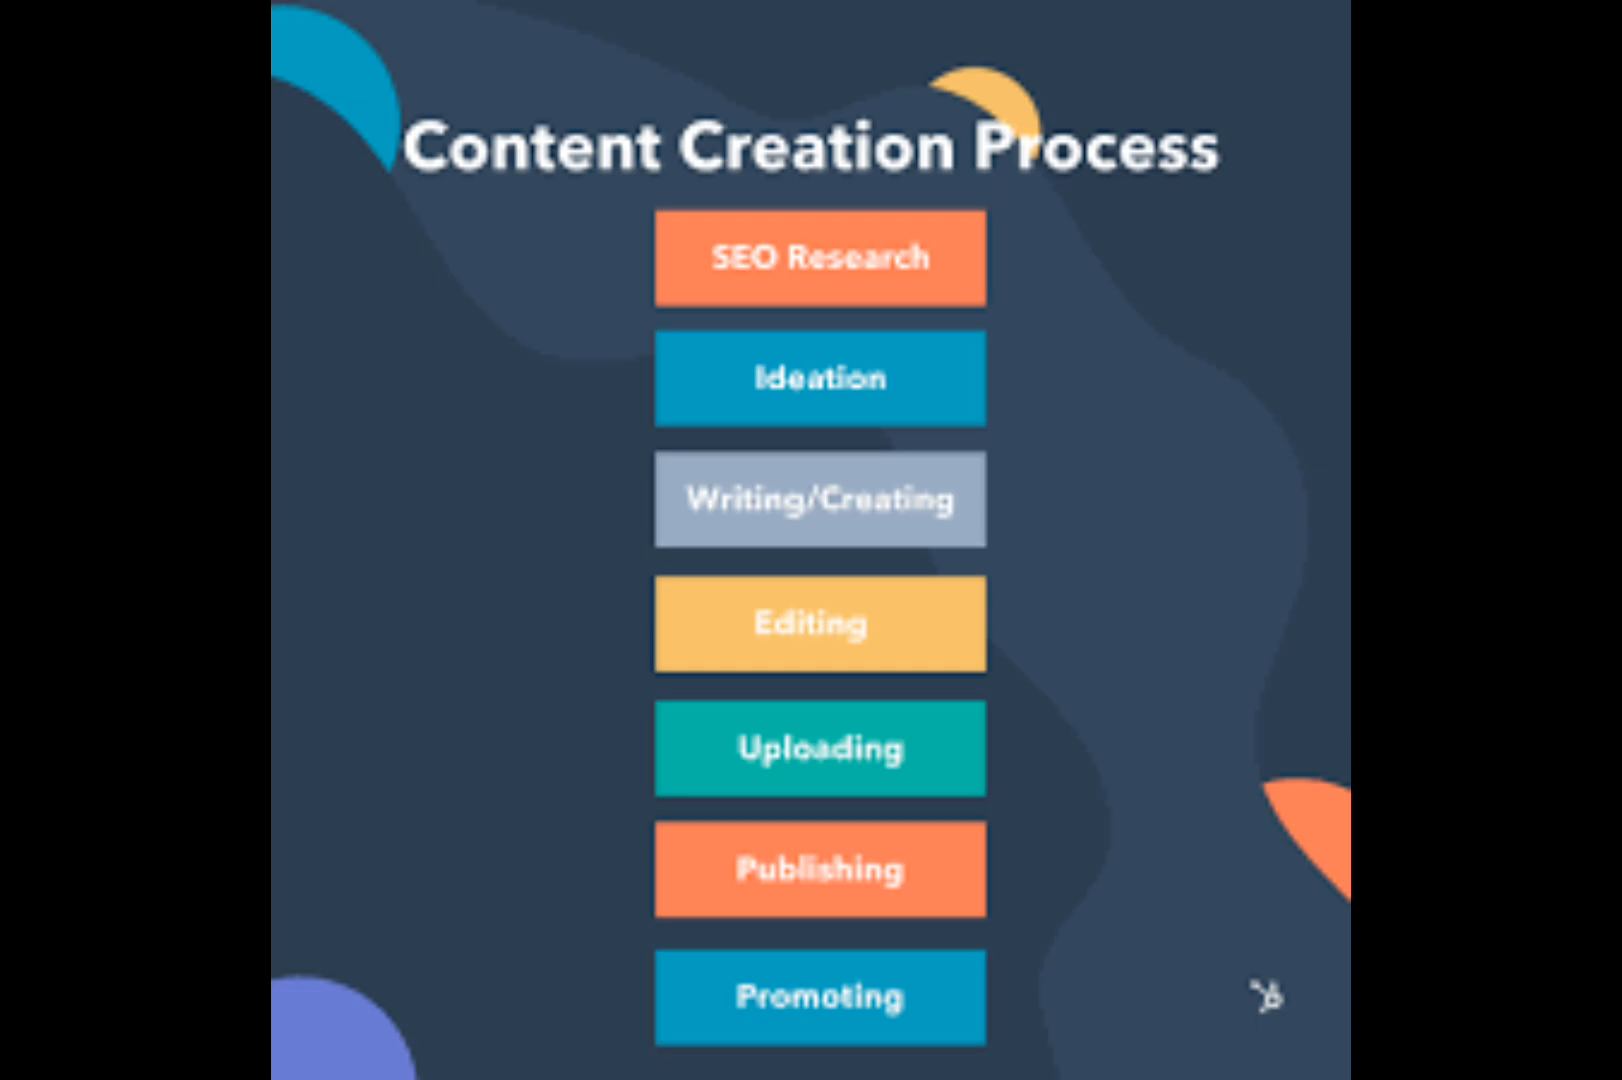 Content Creation Process
SEO Research
Ideation
Writing/Creating
Editing
Uploading
Publishing
Promoting